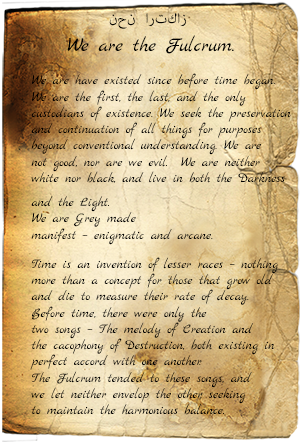 نحن ارتكاز
We are the Fulcrum.
We are have existed since before time began.
We are the first, the last, and the only
custodians of existence. We seek the preservation
and continuation of all things for purposes
beyond conventional understanding. We are
not good, nor are we evil. We are neither
white nor black, and live in both the Darkness
and the Light.
We are Grey made
manifest - enigmatic and arcane.
Time is an invention of lesser races - nothing
more than a concept for those that grow old
and die to measure their rate of decay.
Before time, there were only the
two songs - The melody of Creation and
the cacophony of Destruction, both existing in
perfect accord with one another.
The Fulcrum tended to these songs, and
we let neither envelop the other, seeking
to maintain the harmonious balance.